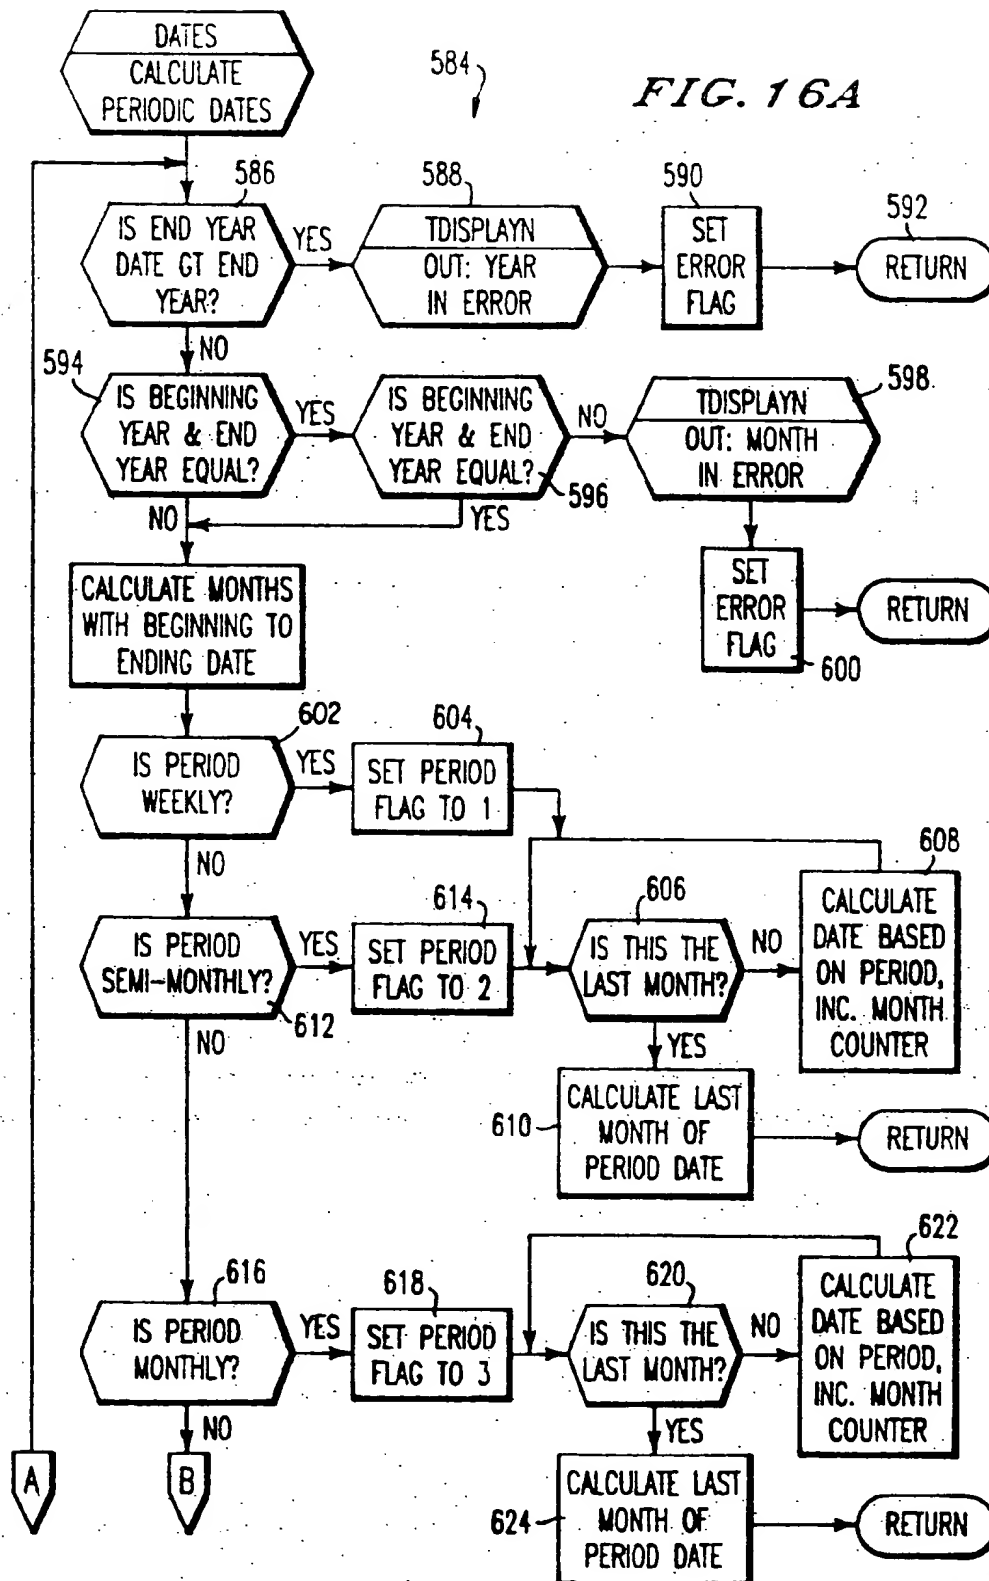 DATES
CALCULATE
PERIODIC DATES
584
FIG. 16A
586
IS END YEAR
DATE GT END
YEAR?
YES
588
TDISPLAYN
OUT: YEAR
IN ERROR
590
SET
ERROR
FLAG
592
RETURN
NO
594
IS BEGINNING
YEAR & END
YEAR EQUAL?
YES
IS BEGINNING
YEAR & END
YEAR EQUAL?
596
NO
598
TDISPLAYN
OUT: MONTH
IN ERROR
NO
YES
SET
ERROR
FLAG
600
RETURN
CALCULATE MONTHS
WITH BEGINNING TO
ENDING DATE
602
IS PERIOD
WEEKLY?
YES
604
SET PERIOD
FLAG TO 1
NO
IS PERIOD
SEMI-MONTHLY?
612
YES
614
SET PERIOD
FLAG TO 2
606
IS THIS THE
LAST MONTH?
NO
608
CALCULATE
DATE BASED
ON PERIOD,
INC. MONTH
COUNTER
NO
YES
610
CALCULATE LAST
MONTH OF
PERIOD DATE
RETURN
616
IS PERIOD
MONTHLY?
YES
618
SET PERIOD
FLAG TO 3
620
IS THIS THE
LAST MONTH?
NO
622
CALCULATE
DATE BASED
ON PERIOD,
INC. MONTH
COUNTER
NO
YES
A
B
624
CALCULATE LAST
MONTH OF
PERIOD DATE
RETURN